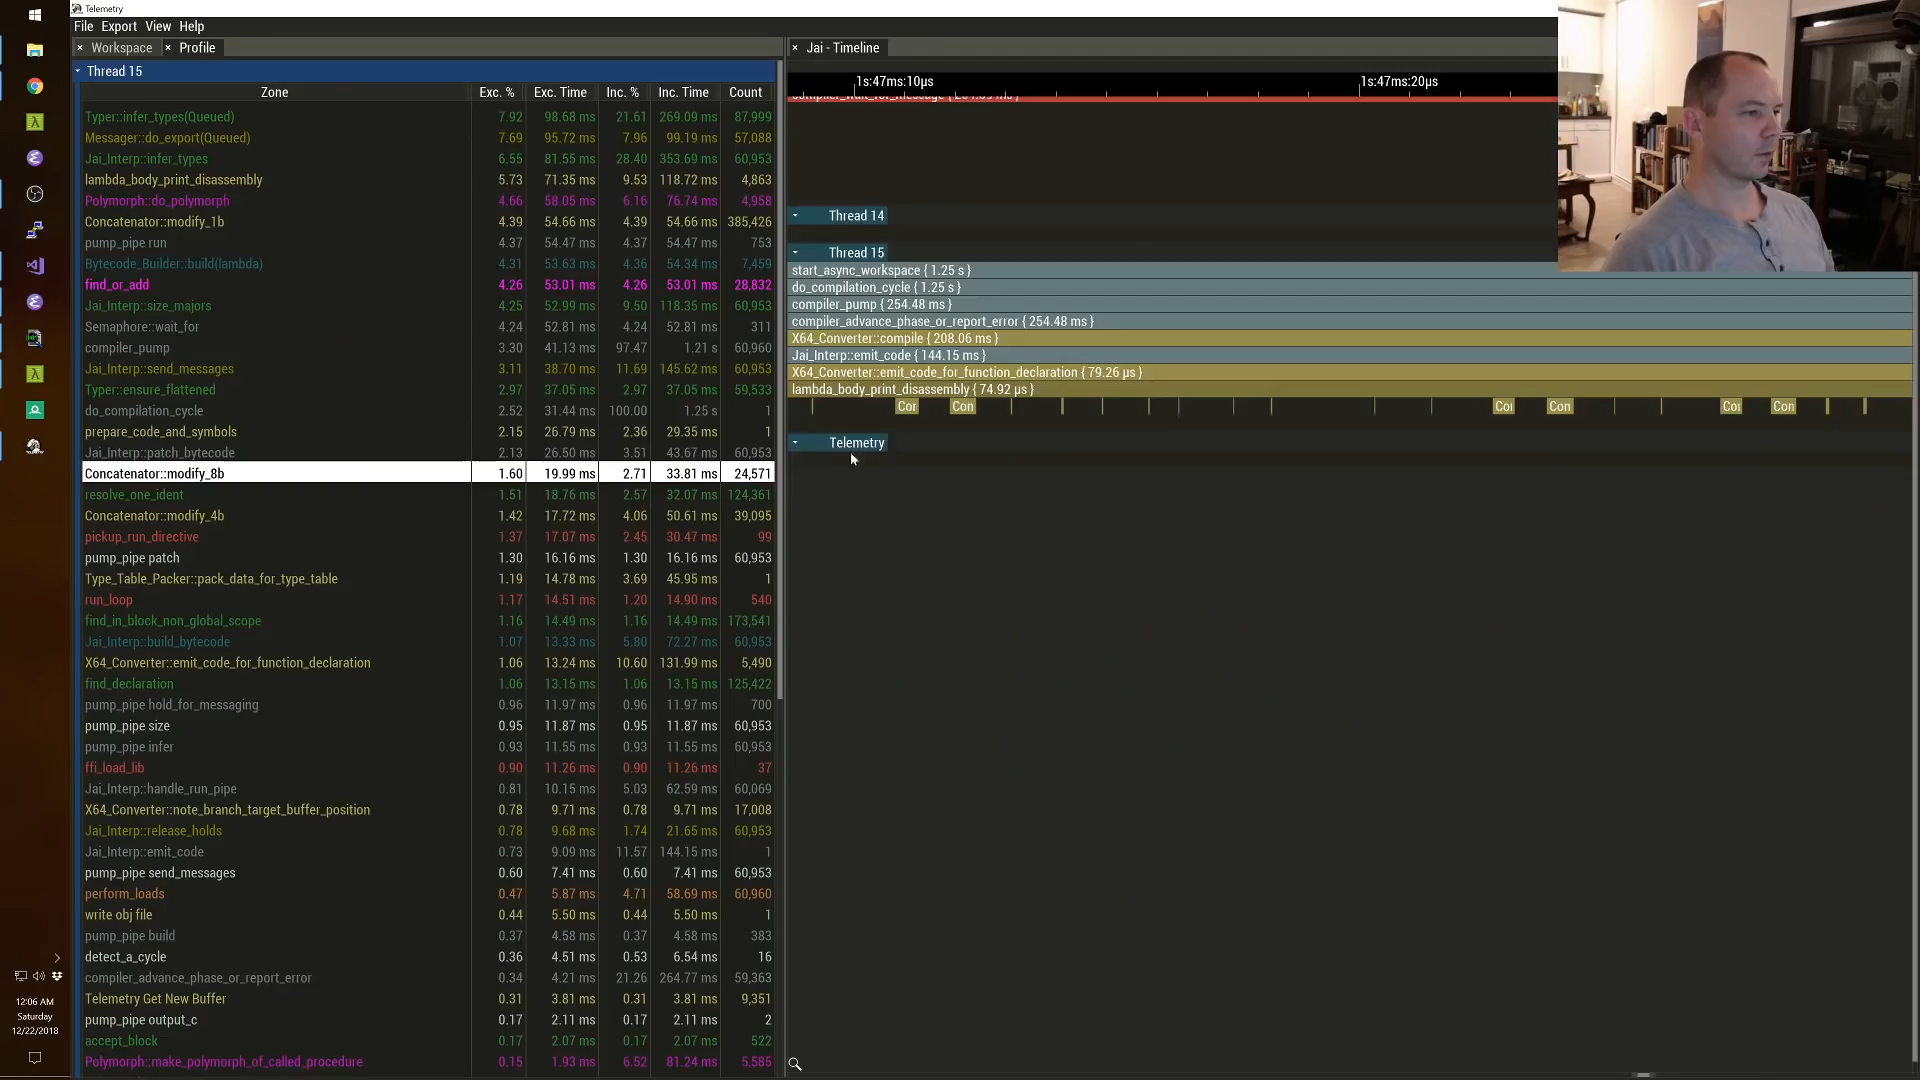 Telemetry
File Export View Help
× Workspace × Profile
Thread 15
Zone Exc. % Exc. Time Inc. % Inc. Time Count
Typer::infer_types(Queued) 7.92 98.68 ms 21.61 269.09 ms 87,999
Messager::do_export(Queued) 7.69 95.72 ms 7.96 99.19 ms 57,088
Jai_Interp::infer_types 6.55 81.55 ms 28.40 353.69 ms 60,953
lambda_body_print_disassembly 5.73 71.35 ms 9.53 118.72 ms 4,863
Polymorph::do_polymorph 4.66 58.05 ms 6.16 76.74 ms 4,958
Concatenator::modify_1b 4.39 54.66 ms 4.39 54.66 ms 385,426
pump_pipe run 4.37 54.47 ms 4.37 54.47 ms 753
Bytecode_Builder::build(lambda) 4.31 53.63 ms 4.36 54.34 ms 7,459
find_or_add 4.26 53.01 ms 4.26 53.01 ms 28,832
Jai_Interp::size_majors 4.25 52.99 ms 9.50 118.35 ms 60,953
Semaphore::wait_for 4.24 52.81 ms 4.24 52.81 ms 311
compiler_pump 3.30 41.13 ms 97.47 1.21 s 60,960
Jai_Interp::send_messages 3.11 38.70 ms 11.69 145.62 ms 60,953
Typer::ensure_flattened 2.97 37.05 ms 2.97 37.05 ms 59,533
do_compilation_cycle 2.52 31.44 ms 100.00 1.25 s 1
prepare_code_and_symbols 2.15 26.79 ms 2.36 29.35 ms 1
Jai_Interp::patch_bytecode 2.13 26.50 ms 3.51 43.67 ms 60,953
Concatenator::modify_8b 1.60 19.99 ms 2.71 33.81 ms 24,571
resolve_one_ident 1.51 18.76 ms 2.57 32.07 ms 124,361
Concatenator::modify_4b 1.42 17.72 ms 4.06 50.61 ms 39,095
pickup_run_directive 1.37 17.07 ms 2.45 30.47 ms 99
pump_pipe patch 1.30 16.16 ms 1.30 16.16 ms 60,953
Type_Table_Packer::pack_data_for_type_table 1.19 14.78 ms 3.69 45.95 ms 1
run_loop 1.17 14.51 ms 1.20 14.90 ms 540
find_in_block_non_global_scope 1.16 14.49 ms 1.16 14.49 ms 173,541
Jai_Interp::build_bytecode 1.07 13.33 ms 5.80 72.27 ms 60,953
X64_Converter::emit_code_for_function_declaration 1.06 13.24 ms 10.60 131.99 ms 5,490
find_declaration 1.06 13.15 ms 1.06 13.15 ms 125,422
pump_pipe hold_for_messaging 0.96 11.97 ms 0.96 11.97 ms 700
pump_pipe size 0.95 11.87 ms 0.95 11.87 ms 60,953
pump_pipe infer 0.93 11.55 ms 0.93 11.55 ms 60,953
ffi_load_lib 0.90 11.26 ms 0.90 11.26 ms 37
Jai_Interp::handle_run_pipe 0.81 10.15 ms 5.03 62.59 ms 60,069
X64_Converter::note_branch_target_buffer_position 0.78 9.71 ms 0.78 9.71 ms 17,008
Jai_Interp::release_holds 0.78 9.68 ms 1.74 21.65 ms 60,953
Jai_Interp::emit_code 0.73 9.09 ms 11.57 144.15 ms 1
pump_pipe send_messages 0.60 7.41 ms 0.60 7.41 ms 60,953
perform_loads 0.47 5.87 ms 4.71 58.69 ms 60,960
write obj file 0.44 5.50 ms 0.44 5.50 ms 1
pump_pipe build 0.37 4.58 ms 0.37 4.58 ms 383
detect_a_cycle 0.36 4.51 ms 0.53 6.54 ms 16
compiler_advance_phase_or_report_error 0.34 4.21 ms 21.26 264.77 ms 59,363
Telemetry Get New Buffer 0.31 3.81 ms 0.31 3.81 ms 9,351
pump_pipe output_c 0.17 2.11 ms 0.17 2.11 ms 2
accept_block 0.17 2.07 ms 0.17 2.07 ms 522
Polymorph::make_polymorph_of_called_procedure 0.15 1.93 ms 6.52 81.24 ms 5,585
× Jai - Timeline
1s:47ms:10µs 1s:47ms:20µs
Thread 14
Thread 15
start_async_workspace { 1.25 s }
do_compilation_cycle { 1.25 s }
compiler_pump { 254.48 ms }
compiler_advance_phase_or_report_error { 254.48 ms }
X64_Converter::compile { 208.06 ms }
Jai_Interp::emit_code { 144.15 ms }
X64_Converter::emit_code_for_function_declaration { 79.26 µs }
lambda_body_print_disassembly { 74.92 µs }
Cor Con Coi Con Coi Con
Telemetry
12:06 AM
Saturday
12/22/2018